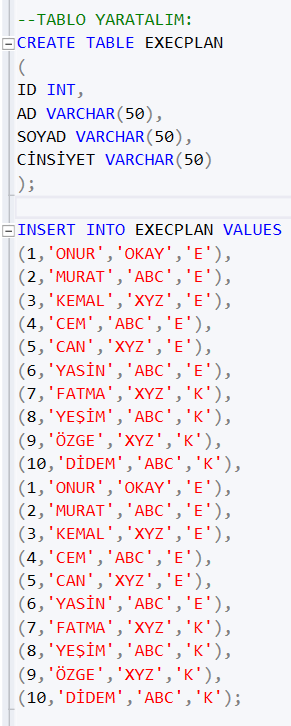 --TABLO YARATALIM:
CREATE TABLE EXECPLAN
(
ID INT,
AD VARCHAR(50),
SOYAD VARCHAR(50),
CİNSİYET VARCHAR(50)
);
INSERT INTO EXECPLAN VALUES
(1,'ONUR','OKAY','E'),
(2,'MURAT','ABC','E'),
(3,'KEMAL','XYZ','E'),
(4,'CEM','ABC','E'),
(5,'CAN','XYZ','E'),
(6,'YASİN','ABC','E'),
(7,'FATMA','XYZ','K'),
(8,'YEŞİM','ABC','K'),
(9,'ÖZGE','XYZ','K'),
(10,'DİDEM','ABC','K'),
(1,'ONUR','OKAY','E'),
(2,'MURAT','ABC','E'),
(3,'KEMAL','XYZ','E'),
(4,'CEM','ABC','E'),
(5,'CAN','XYZ','E'),
(6,'YASİN','ABC','E'),
(7,'FATMA','XYZ','K'),
(8,'YEŞİM','ABC','K'),
(9,'ÖZGE','XYZ','K'),
(10,'DİDEM','ABC','K');